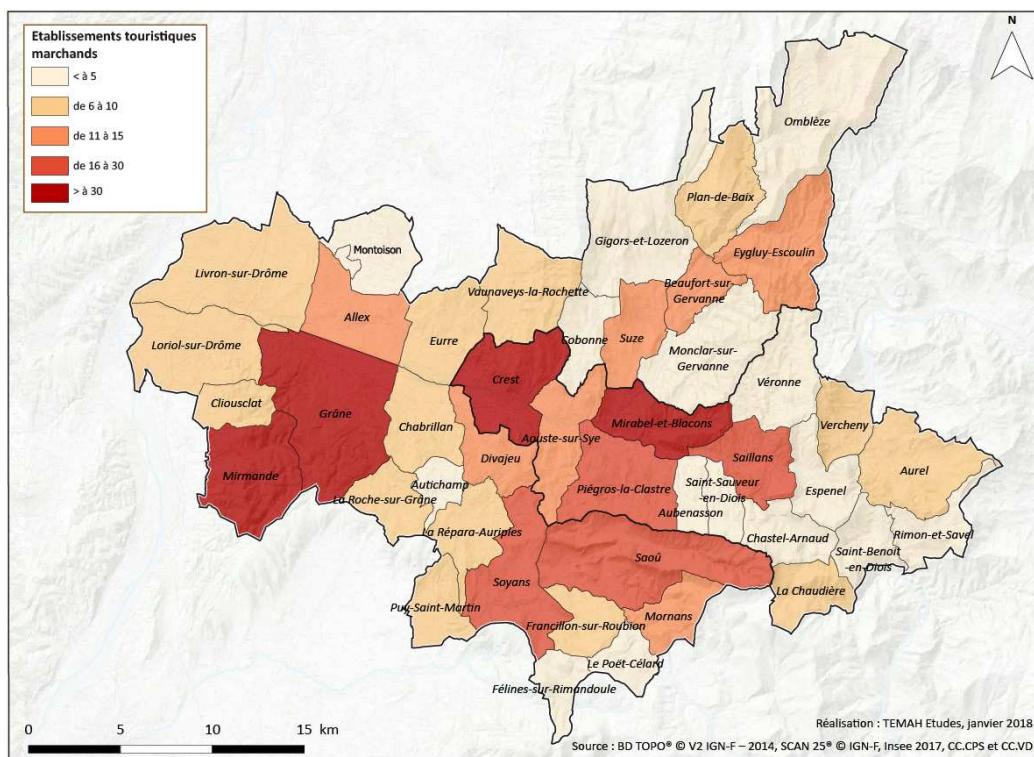 Etablissements touristiques
marchands
< à 5
de 6 à 10
de 11 à 15
de 16 à 30
> à 30
N
Omblèze
Plan-de-Baix
Gigors-et-Lozeron
Eygluy-Escoulin
Montoison
Livron-sur-Drôme
Beaufort-sur-
Gervanne
Vaunaveys-la-Rochette
Allex
Eurre
Cobonne
Suze
Loriol-sur-Drôme
Monclar-sur-
Gervanne
Crest
Véronne
Cliousclat
Grâne
Chabrillan
Mirabel-et-Blacons
Vercheny
Aouste-sur-Sye
Saillans
Divajeu
Aurel
Mirmande
Autichamp
Piégros-la-Clastre
Saint-Sauveur
-en-Diois
Espenel
La Roche-sur-Grâne
Aubenasson
La Répara-Auriples
Chastel-Arnaud
Rimon-et-Savel
Saint-Benoit
-en-Diois
Saoû
Soyans
La Chaudière
Puy-Saint-Martin
Mornans
Francillon-sur-Roubion
Le Poët-Célard
Félines-sur-Rimandoule
0 5 10 15 km
Réalisation : TEMAH Etudes, janvier 2018
Source : BD TOPO® © V2 IGN-F – 2014, SCAN 25® © IGN-F, Insee 2017, CC.CPS et CC.VD